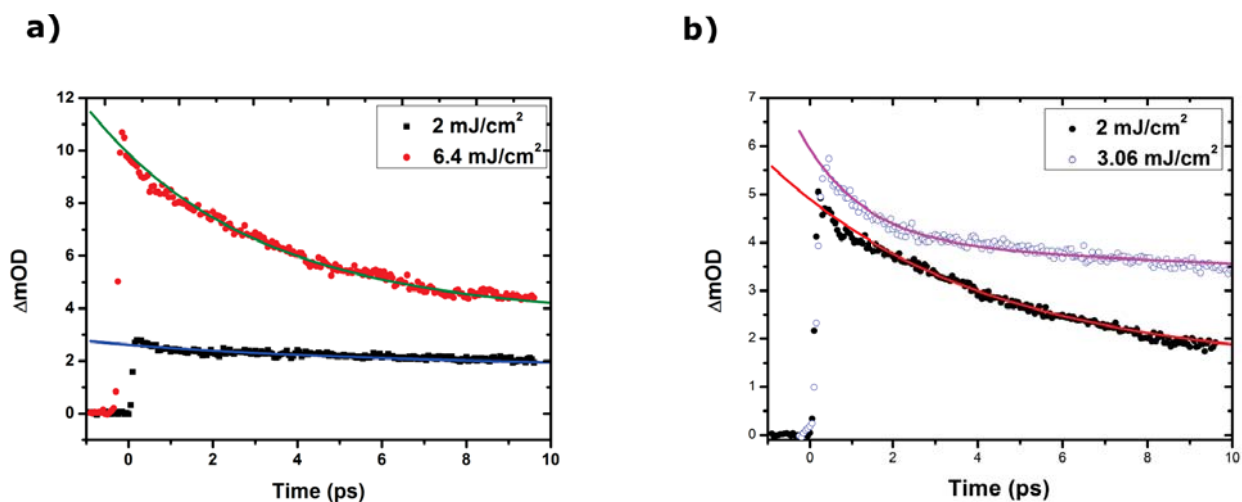 a)
12
10
8
6
4
2
0
ΔmOD
2 mJ/cm²
6.4 mJ/cm²
0 2 4 6 8 10
Time (ps)
b)
7
6
5
4
3
2
1
0
ΔmOD
2 mJ/cm²
3.06 mJ/cm²
0 2 4 6 8 10
Time (ps)